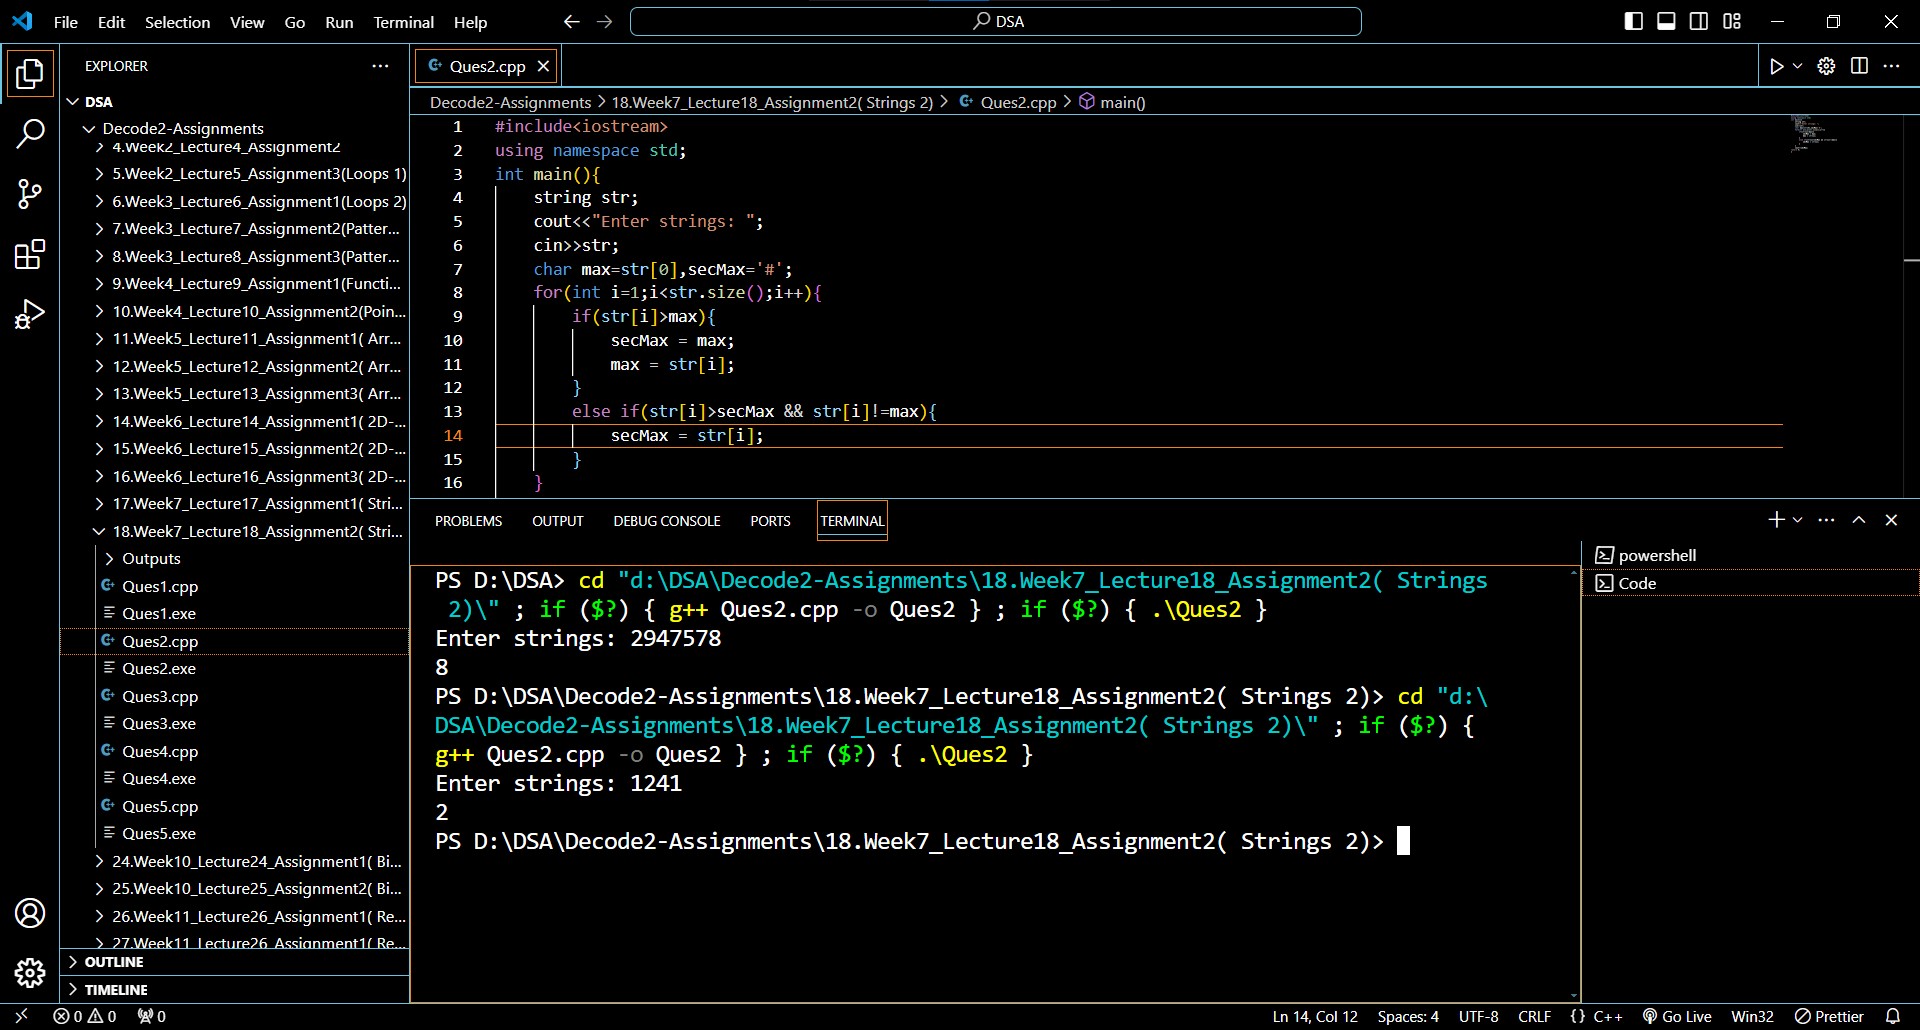 File Edit Selection View Go Run Terminal Help
DSA
EXPLORER
DSA
Decode2-Assignments
4.Week2_Lecture4_Assignment2
5.Week2_Lecture5_Assignment3(Loops 1)
6.Week3_Lecture6_Assignment1(Loops 2)
7.Week3_Lecture7_Assignment2(Patter...
8.Week3_Lecture8_Assignment3(Patter...
9.Week4_Lecture9_Assignment1(Functi...
10.Week4_Lecture10_Assignment2(Poin...
11.Week5_Lecture11_Assignment1( Arr...
12.Week5_Lecture12_Assignment2( Arr...
13.Week5_Lecture13_Assignment3( Arr...
14.Week6_Lecture14_Assignment1( 2D-...
15.Week6_Lecture15_Assignment2( 2D-...
16.Week6_Lecture16_Assignment3( 2D-...
17.Week7_Lecture17_Assignment1( Stri...
18.Week7_Lecture18_Assignment2( Stri...
Outputs
Ques1.cpp
Ques1.exe
Ques2.cpp
Ques2.exe
Ques3.cpp
Ques3.exe
Ques4.cpp
Ques4.exe
Ques5.cpp
Ques5.exe
24.Week10_Lecture24_Assignment1( Bi...
25.Week10_Lecture25_Assignment2( Bi...
26.Week11_Lecture26_Assignment1( Re...
27.Week11_Lecture26_Assignment1( Re...
OUTLINE
TIMELINE
Ques2.cpp
Decode2-Assignments > 18.Week7_Lecture18_Assignment2( Strings 2) > Ques2.cpp > main()
1 #include<iostream>
2 using namespace std;
3 int main(){
4 string str;
5 cout<<"Enter strings: ";
6 cin>>str;
7 char max=str[0],secMax='#';
8 for(int i=1;i<str.size();i++){
9 if(str[i]>max){
10 secMax = max;
11 max = str[i];
12 }
13 else if(str[i]>secMax && str[i]!=max){
14 secMax = str[i];
15 }
16 }
PROBLEMS OUTPUT DEBUG CONSOLE PORTS TERMINAL
PS D:\DSA> cd "d:\DSA\Decode2-Assignments\18.Week7_Lecture18_Assignment2( Strings
2)\" ; if ($?) { g++ Ques2.cpp -o Ques2 } ; if ($?) { .\Ques2 }
Enter strings: 2947578
8
PS D:\DSA\Decode2-Assignments\18.Week7_Lecture18_Assignment2( Strings 2)> cd "d:\
DSA\Decode2-Assignments\18.Week7_Lecture18_Assignment2( Strings 2)\" ; if ($?) {
g++ Ques2.cpp -o Ques2 } ; if ($?) { .\Ques2 }
Enter strings: 1241
2
PS D:\DSA\Decode2-Assignments\18.Week7_Lecture18_Assignment2( Strings 2)>
powershell
Code
0 0 0
Ln 14, Col 12 Spaces: 4 UTF-8 CRLF {} C++ Go Live Win32 Prettier